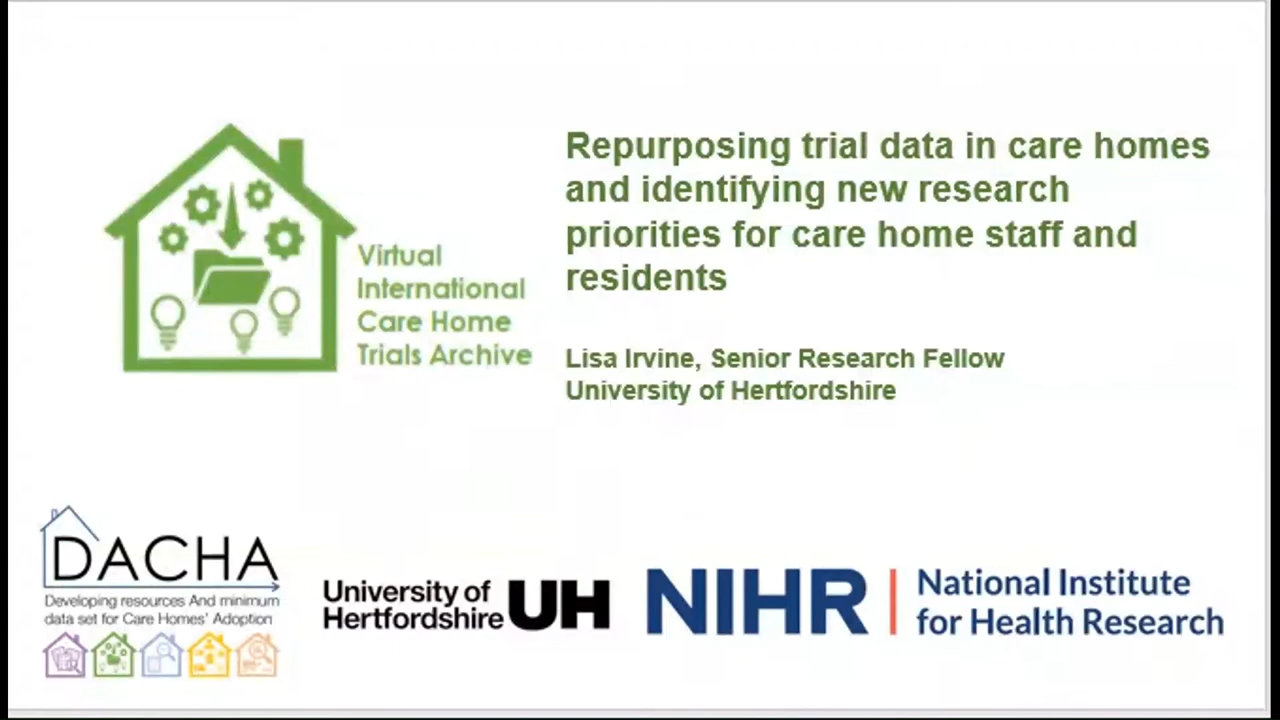 Repurposing trial data in care homes
and identifying new research
priorities for care home staff and
residents
Virtual
International
Care Home
Trials Archive
Lisa Irvine, Senior Research Fellow
University of Hertfordshire
DACHA
Developing resources And minimum
data set for Care Homes' Adoption
University of
Hertfordshire UH
NIHR | National Institute
for Health Research